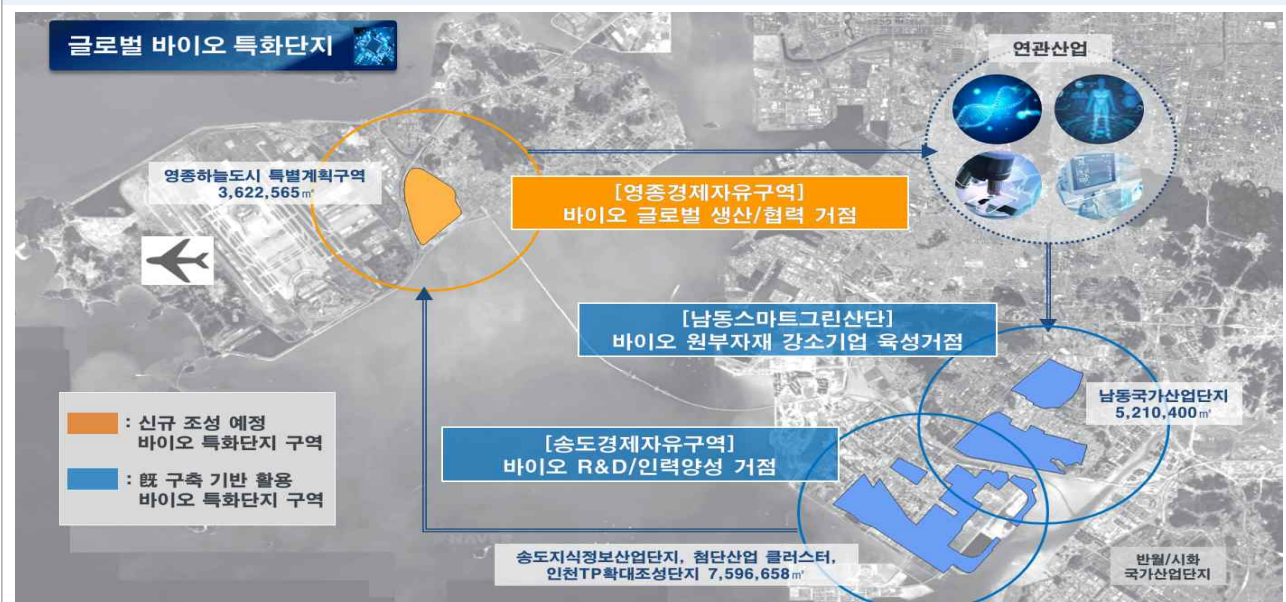 글로벌 바이오 특화단지
연관산업
영종하늘도시 특별계획구역
3,622,565㎡
[영종경제자유구역]
바이오 글로벌 생산/협력 거점
[남동스마트그린산단]
바이오 원부자재 강소기업 육성거점
남동국가산업단지
5,210,400㎡
: 신규 조성 예정
바이오 특화단지 구역
: 旣 구축 기반 활용
바이오 특화단지 구역
[송도경제자유구역]
바이오 R&D/인력양성 거점
송도지식정보산업단지, 첨단산업 클러스터,
인천TP확대조성단지 7,596,658㎡
반월/시화
국가산업단지
NAVER